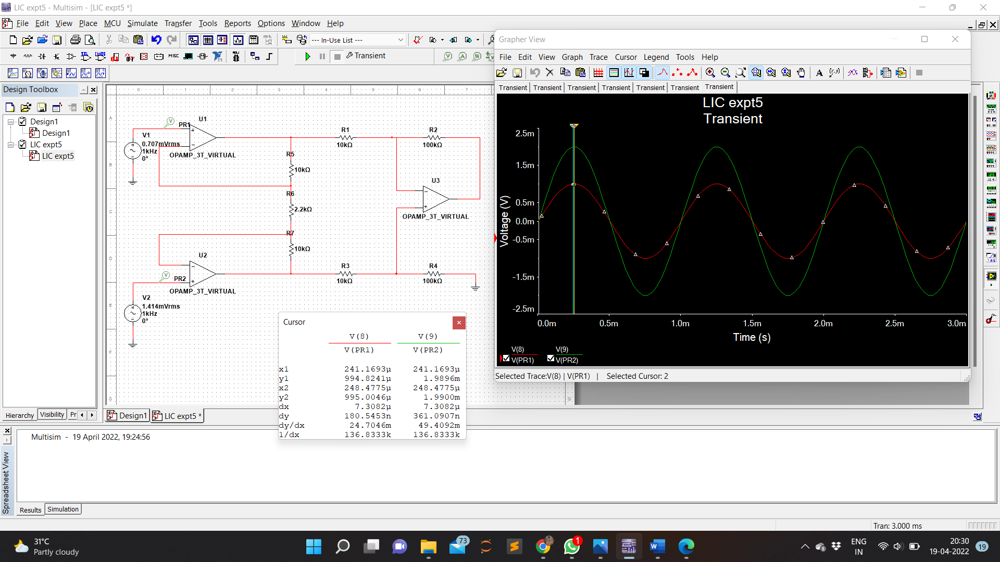 LIC expt5 - Multisim - [LIC expt5 *]
File Edit View Place MCU Simulate Transfer Tools Reports Options Window Help
--- In-Use List ---
MISC
Transient
Design Toolbox
Design1
Design1
LIC expt5
LIC expt5
Hierarchy Visibility Pr
0 1 2 3 4 5 6 7
A
B
C
D
E
F
G
G
U1
PR1
V
V1
0.707mVrms
1kHz
0°
OPAMP_3T_VIRTUAL
R1
10kΩ
R2
100kΩ
R5
10kΩ
R6
2.2kΩ
R7
10kΩ
U3
OPAMP_3T_VIRTUAL
U2
V
PR2
OPAMP_3T_VIRTUAL
R3
10kΩ
R4
100kΩ
V2
1.414mVrms
1kHz
0°
Design1 LIC expt5 *
Cursor
V(8) V(9)
V(PR1) V(PR2)
x1 241.1693µ 241.1693µ
y1 994.8241µ 1.9896m
x2 248.4775µ 248.4775µ
y2 995.0046µ 1.9900m
dx 7.3082µ 7.3082µ
dy 180.5453n 361.0907n
dy/dx 24.7046m 49.4092m
1/dx 136.8333k 136.8333k
Grapher View
File Edit View Graph Trace Cursor Legend Tools Help
Transient Transient Transient Transient Transient Transient Transient
LIC expt5
Transient
Voltage (V)
2.5m
1.5m
0.5m
0.0m
-0.5m
-1.5m
-2.5m
0.0m 0.5m 1.0m 1.5m 2.0m 2.5m 3.0m
Time (s)
V(8) V(9)
V(PR1) V(PR2)
Selected Trace:V(8) | V(PR1) | Selected Cursor: 2
Spreadsheet View
Multisim - 19 April 2022, 19:24:56
Results Simulation
Tran: 3.000 ms
31°C
Partly cloudy
73
1
ENG
IN
20:30
19-04-2022
19